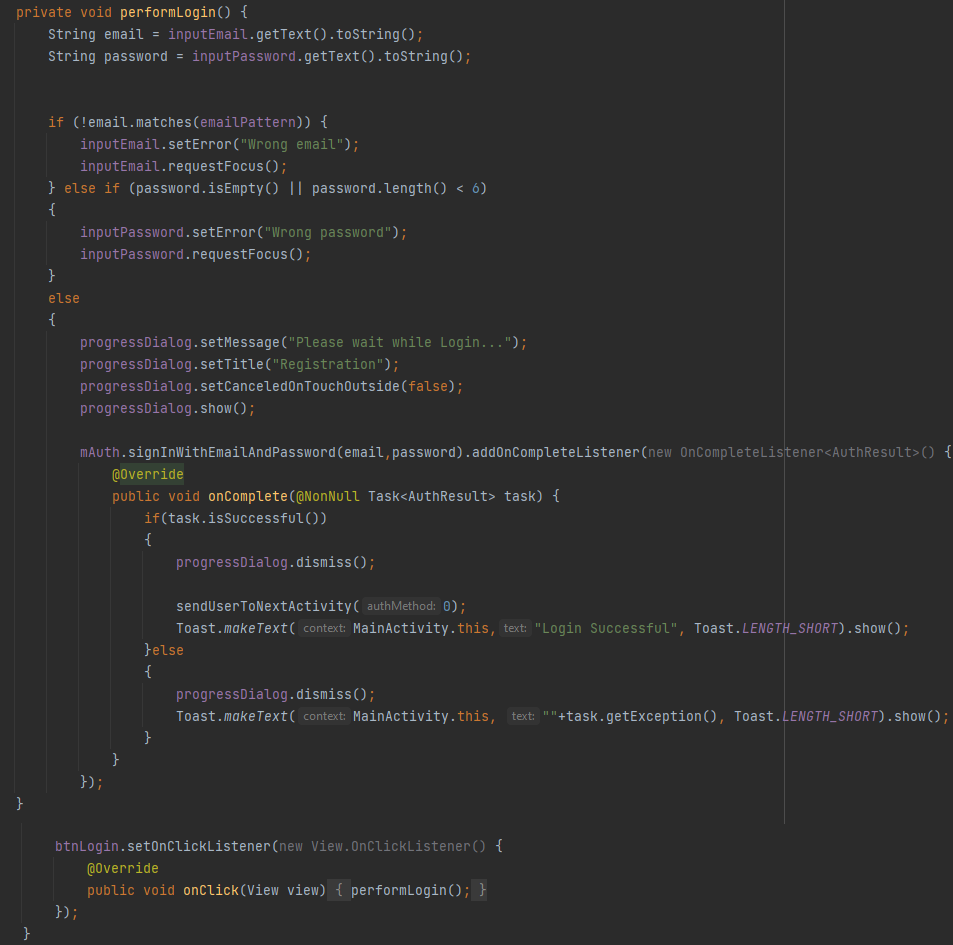 private void performLogin() {
    String email = inputEmail.getText().toString();
    String password = inputPassword.getText().toString();
    if (!email.matches(emailPattern)) {
        inputEmail.setError("Wrong email");
        inputEmail.requestFocus();
    } else if (password.isEmpty() || password.length() < 6)
    {
        inputPassword.setError("Wrong password");
        inputPassword.requestFocus();
    }
    else
    {
        progressDialog.setMessage("Please wait while Login...");
        progressDialog.setTitle("Registration");
        progressDialog.setCanceledOnTouchOutside(false);
        progressDialog.show();
        mAuth.signInWithEmailAndPassword(email,password).addOnCompleteListener(new OnCompleteListener<AuthResult>() {
            @Override
            public void onComplete(@NonNull Task<AuthResult> task) {
                if(task.isSuccessful())
                {
                    progressDialog.dismiss();
                    sendUserToNextActivity( authMethod: 0);
                    Toast.makeText( context: MainActivity.this, text: "Login Successful", Toast.LENGTH_SHORT).show();
                }else
                {
                    progressDialog.dismiss();
                    Toast.makeText( context: MainActivity.this, text: ""+task.getException(), Toast.LENGTH_SHORT).show();
                }
            }
        });
}
    btnLogin.setOnClickListener(new View.OnClickListener() {
        @Override
        public void onClick(View view) { performLogin(); }
    });
}